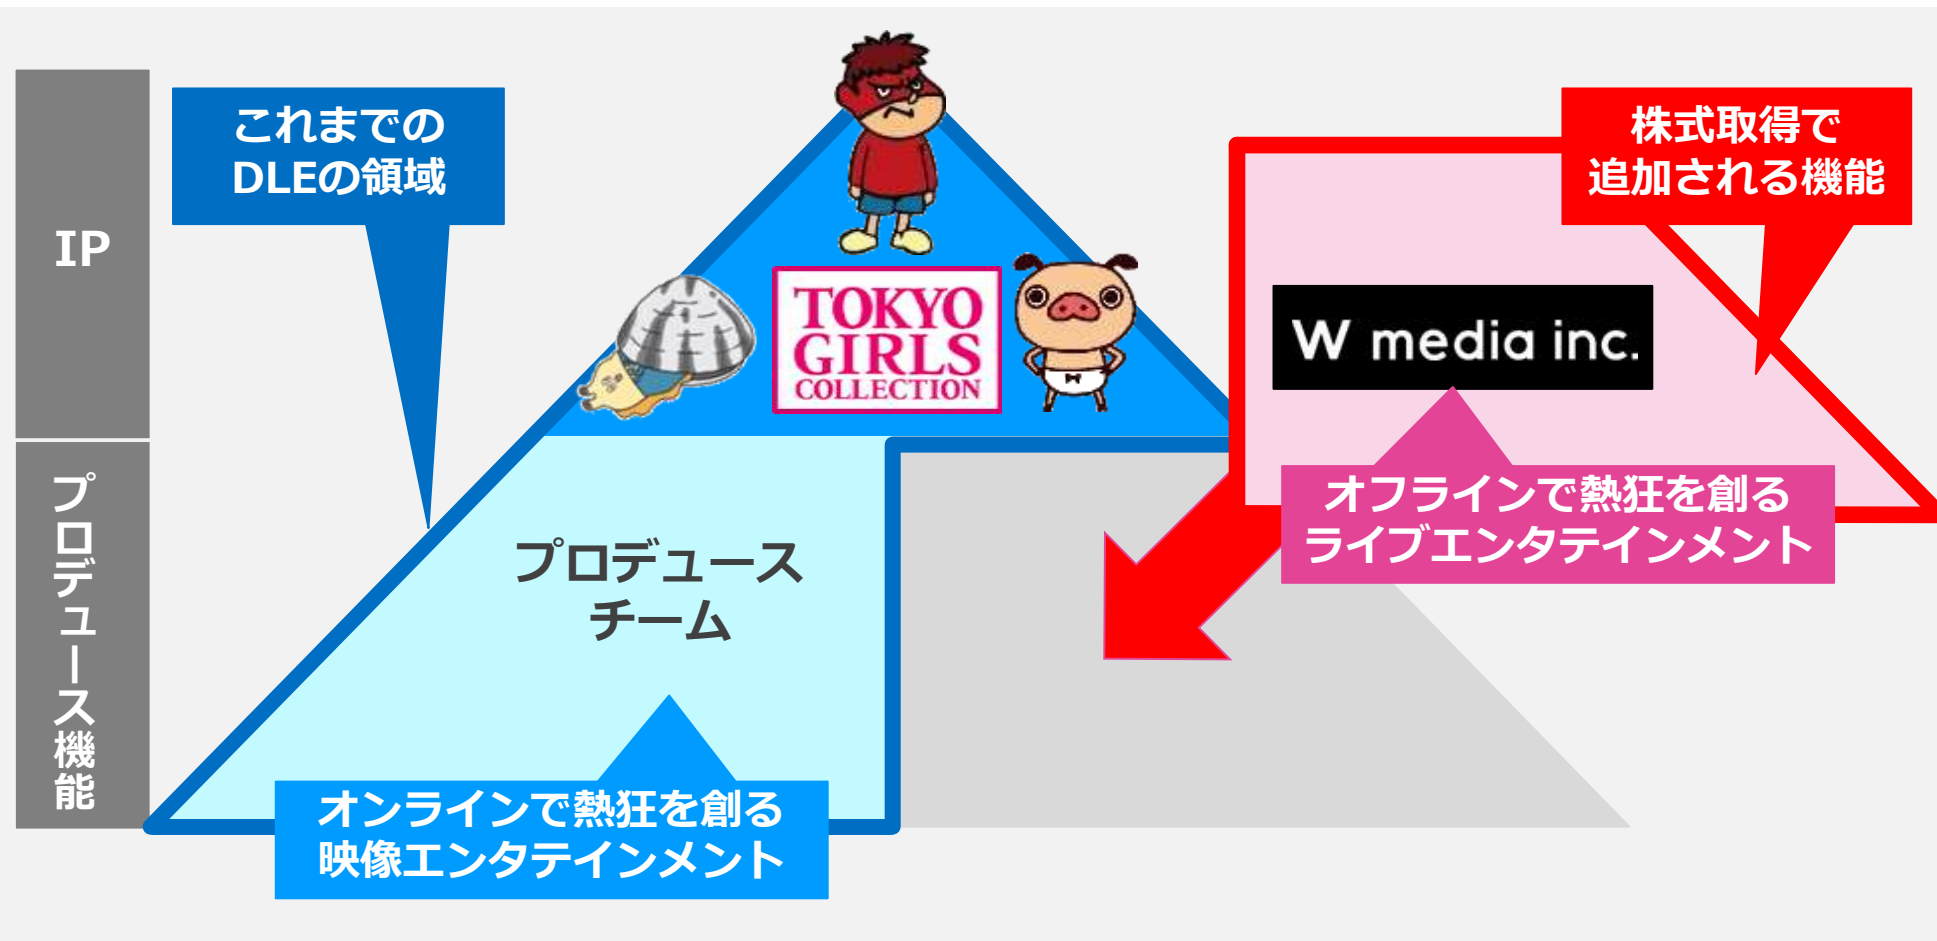 IP
プロデュース機能
これまでの
DLEの領域
TOKYO
GIRLS
COLLECTION
株式取得で
追加される機能
W media inc.
オフラインで熱狂を創る
ライブエンタテインメント
プロデュース
チーム
オンラインで熱狂を創る
映像エンタテインメント